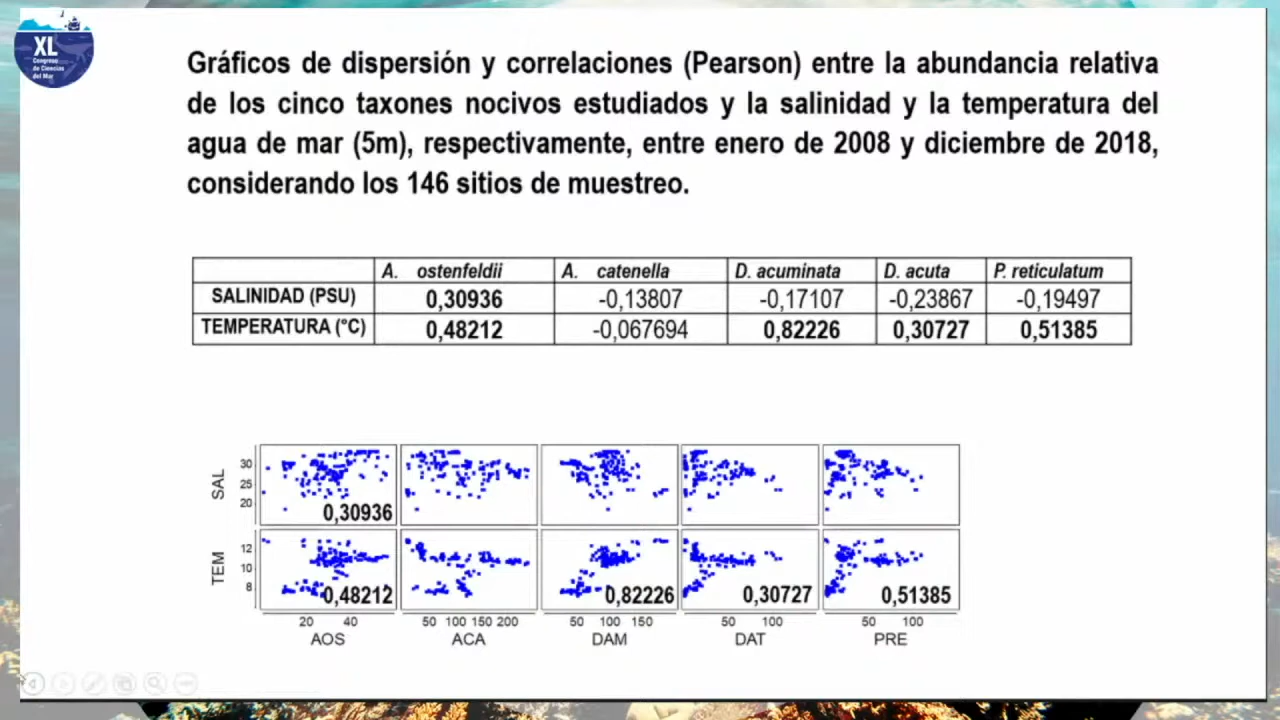 XL
Congreso
de Ciencias
del Mar
Gráficos de dispersión y correlaciones (Pearson) entre la abundancia relativa
de los cinco taxones nocivos estudiados y la salinidad y la temperatura del
agua de mar (5m), respectivamente, entre enero de 2008 y diciembre de 2018,
considerando los 146 sitios de muestreo.
A. ostenfeldii A. catenella D. acuminata D. acuta P. reticulatum
SALINIDAD (PSU) 0,30936 -0,13807 -0,17107 -0,23867 -0,19497
TEMPERATURA (°C) 0,48212 -0,067694 0,82226 0,30727 0,51385
SAL
30
25
20
0,30936
TEM
12
10
8
0,48212 0,82226 0,30727 0,51385
20 40 50 100 150 200 50 100 150 50 100 50 100
AOS ACA DAM DAT PRE